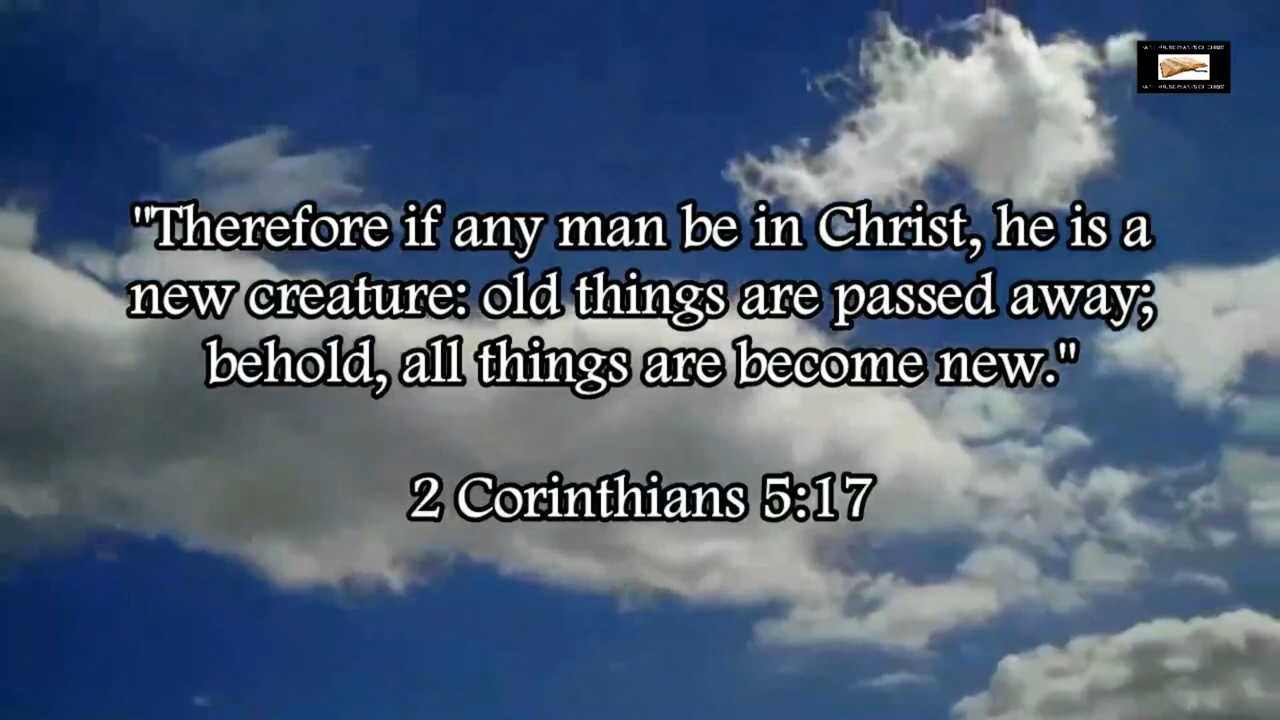 "Therefore if any man be in Christ, he is a
new creature: old things are passed away;
behold, all things are become new."
2 Corinthians 5:17